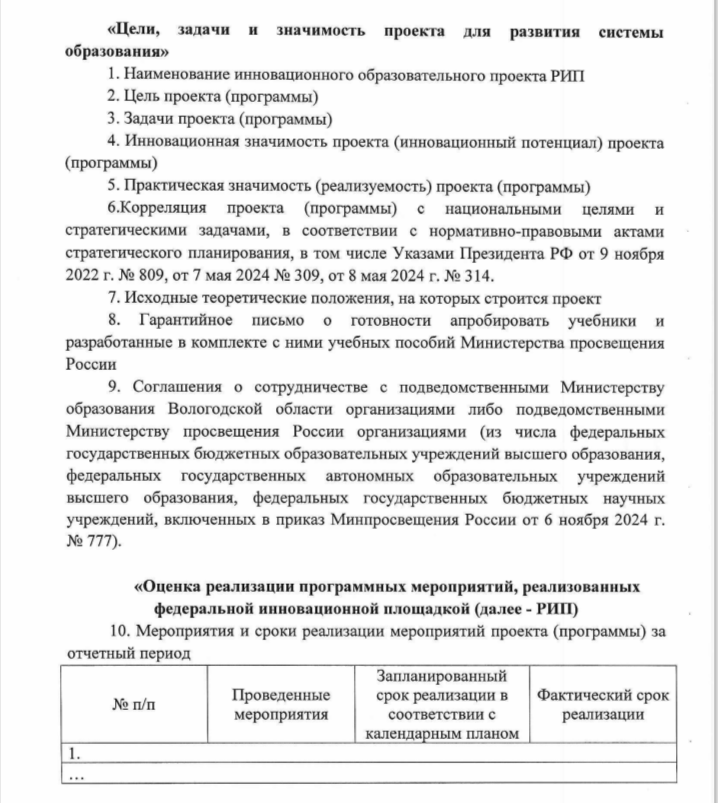 «Цели, задачи и значимость проекта для развития системы
образования»
1. Наименование инновационного образовательного проекта РИП
2. Цель проекта (программы)
3. Задачи проекта (программы)
4. Инновационная значимость проекта (инновационный потенциал) проекта
(программы)
5. Практическая значимость (реализуемость) проекта (программы)
6.Корреляция проекта (программы) с национальными целями и
стратегическими задачами, в соответствии с нормативно-правовыми актами
стратегического планирования, в том числе Указами Президента РФ от 9 ноября
2022 г. № 809, от 7 мая 2024 № 309, от 8 мая 2024 г. № 314.
7. Исходные теоретические положения, на которых строится проект
8. Гарантийное письмо о готовности апробировать учебники и
разработанные в комплекте с ними учебных пособий Министерства просвещения
России
9. Соглашения о сотрудничестве с подведомственными Министерству
образования Вологодской области организациями либо подведомственными
Министерству просвещения России организациями (из числа федеральных
государственных бюджетных образовательных учреждений высшего образования,
федеральных государственных автономных образовательных учреждений
высшего образования, федеральных государственных бюджетных научных
учреждений, включенных в приказ Минпросвещения России от 6 ноября 2024 г.
№ 777).
«Оценка реализации программных мероприятий, реализованных
федеральной инновационной площадкой (далее - РИП)
10. Мероприятия и сроки реализации мероприятий проекта (программы) за
отчетный период
№ п/п
Проведенные
мероприятия
Запланированный
срок реализации в
соответствии с
календарным планом
Фактический срок
реализации
1.
…